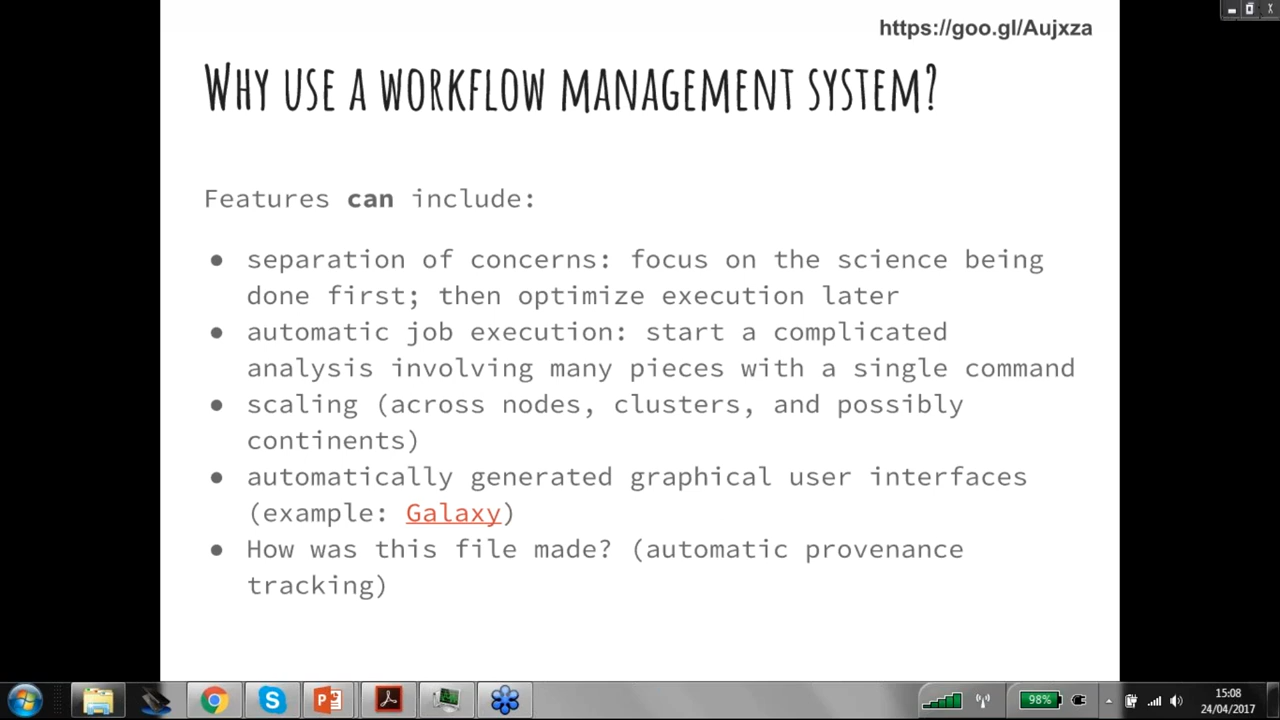 https://goo.gl/Aujxza
Why use a workflow management system?
Features can include:
● separation of concerns: focus on the science being
done first; then optimize execution later
● automatic job execution: start a complicated
analysis involving many pieces with a single command
● scaling (across nodes, clusters, and possibly
continents)
● automatically generated graphical user interfaces
(example: Galaxy)
● How was this file made? (automatic provenance
tracking)
98%
15:08
24/04/2017